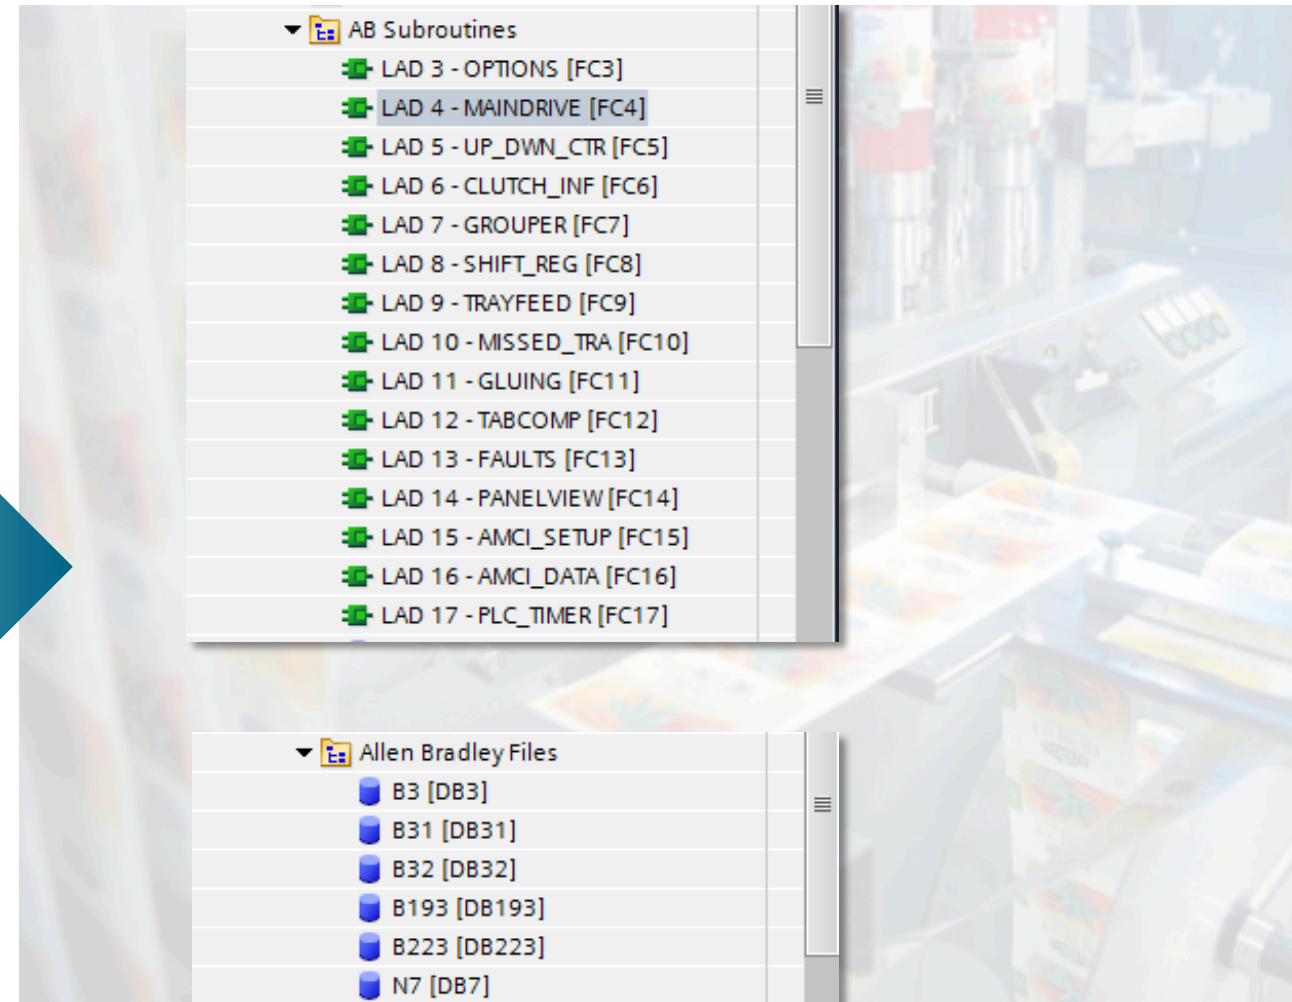 AB Subroutines
LAD 3 - OPTIONS [FC3]
LAD 4 - MAINDRIVE [FC4]
LAD 5 - UP_DWN_CTR [FC5]
LAD 6 - CLUTCH_INF [FC6]
LAD 7 - GROUPER [FC7]
LAD 8 - SHIFT_REG [FC8]
LAD 9 - TRAYFEED [FC9]
LAD 10 - MISSED_TRA [FC10]
LAD 11 - GLUING [FC11]
LAD 12 - TABCOMP [FC12]
LAD 13 - FAULTS [FC13]
LAD 14 - PANELVIEW [FC14]
LAD 15 - AMCI_SETUP [FC15]
LAD 16 - AMCI_DATA [FC16]
LAD 17 - PLC_TIMER [FC17]
Allen Bradley Files
B3 [DB3]
B31 [DB31]
B32 [DB32]
B193 [DB193]
B223 [DB223]
N7 [DB7]